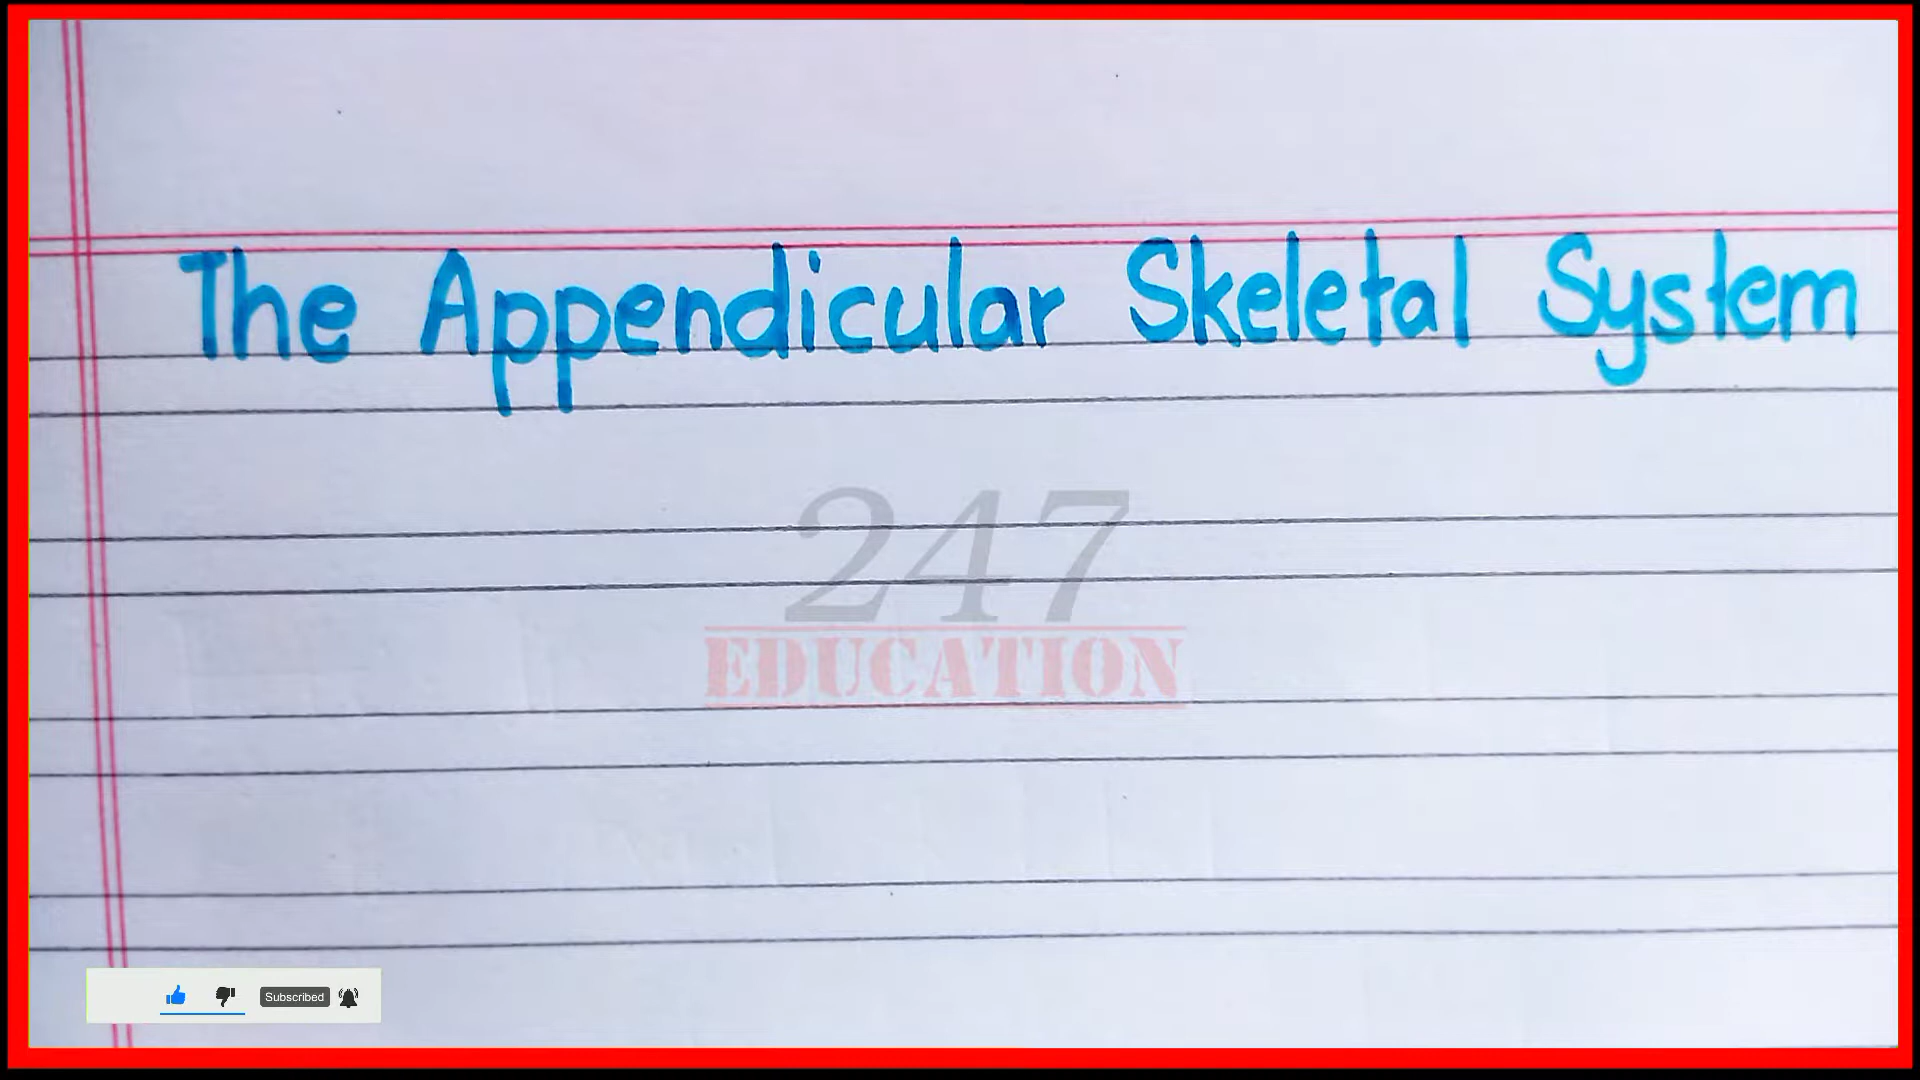 The Appendicular Skeletal System
247
EDUCATION
Subscribed